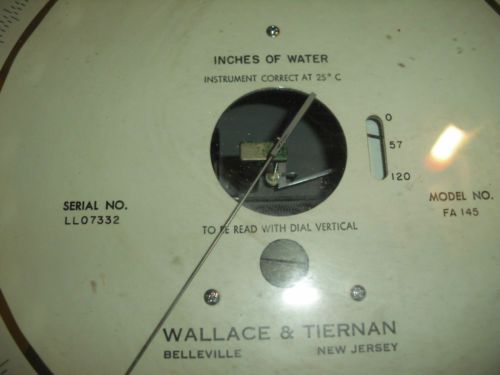 INCHES OF WATER
INSTRUMENT CORRECT AT 25° C
0
57
120
SERIAL NO.
LL07332
MODEL NO.
FA 145
TO BE READ WITH DIAL VERTICAL
WALLACE & TIERNAN
BELLEVILLE NEW JERSEY